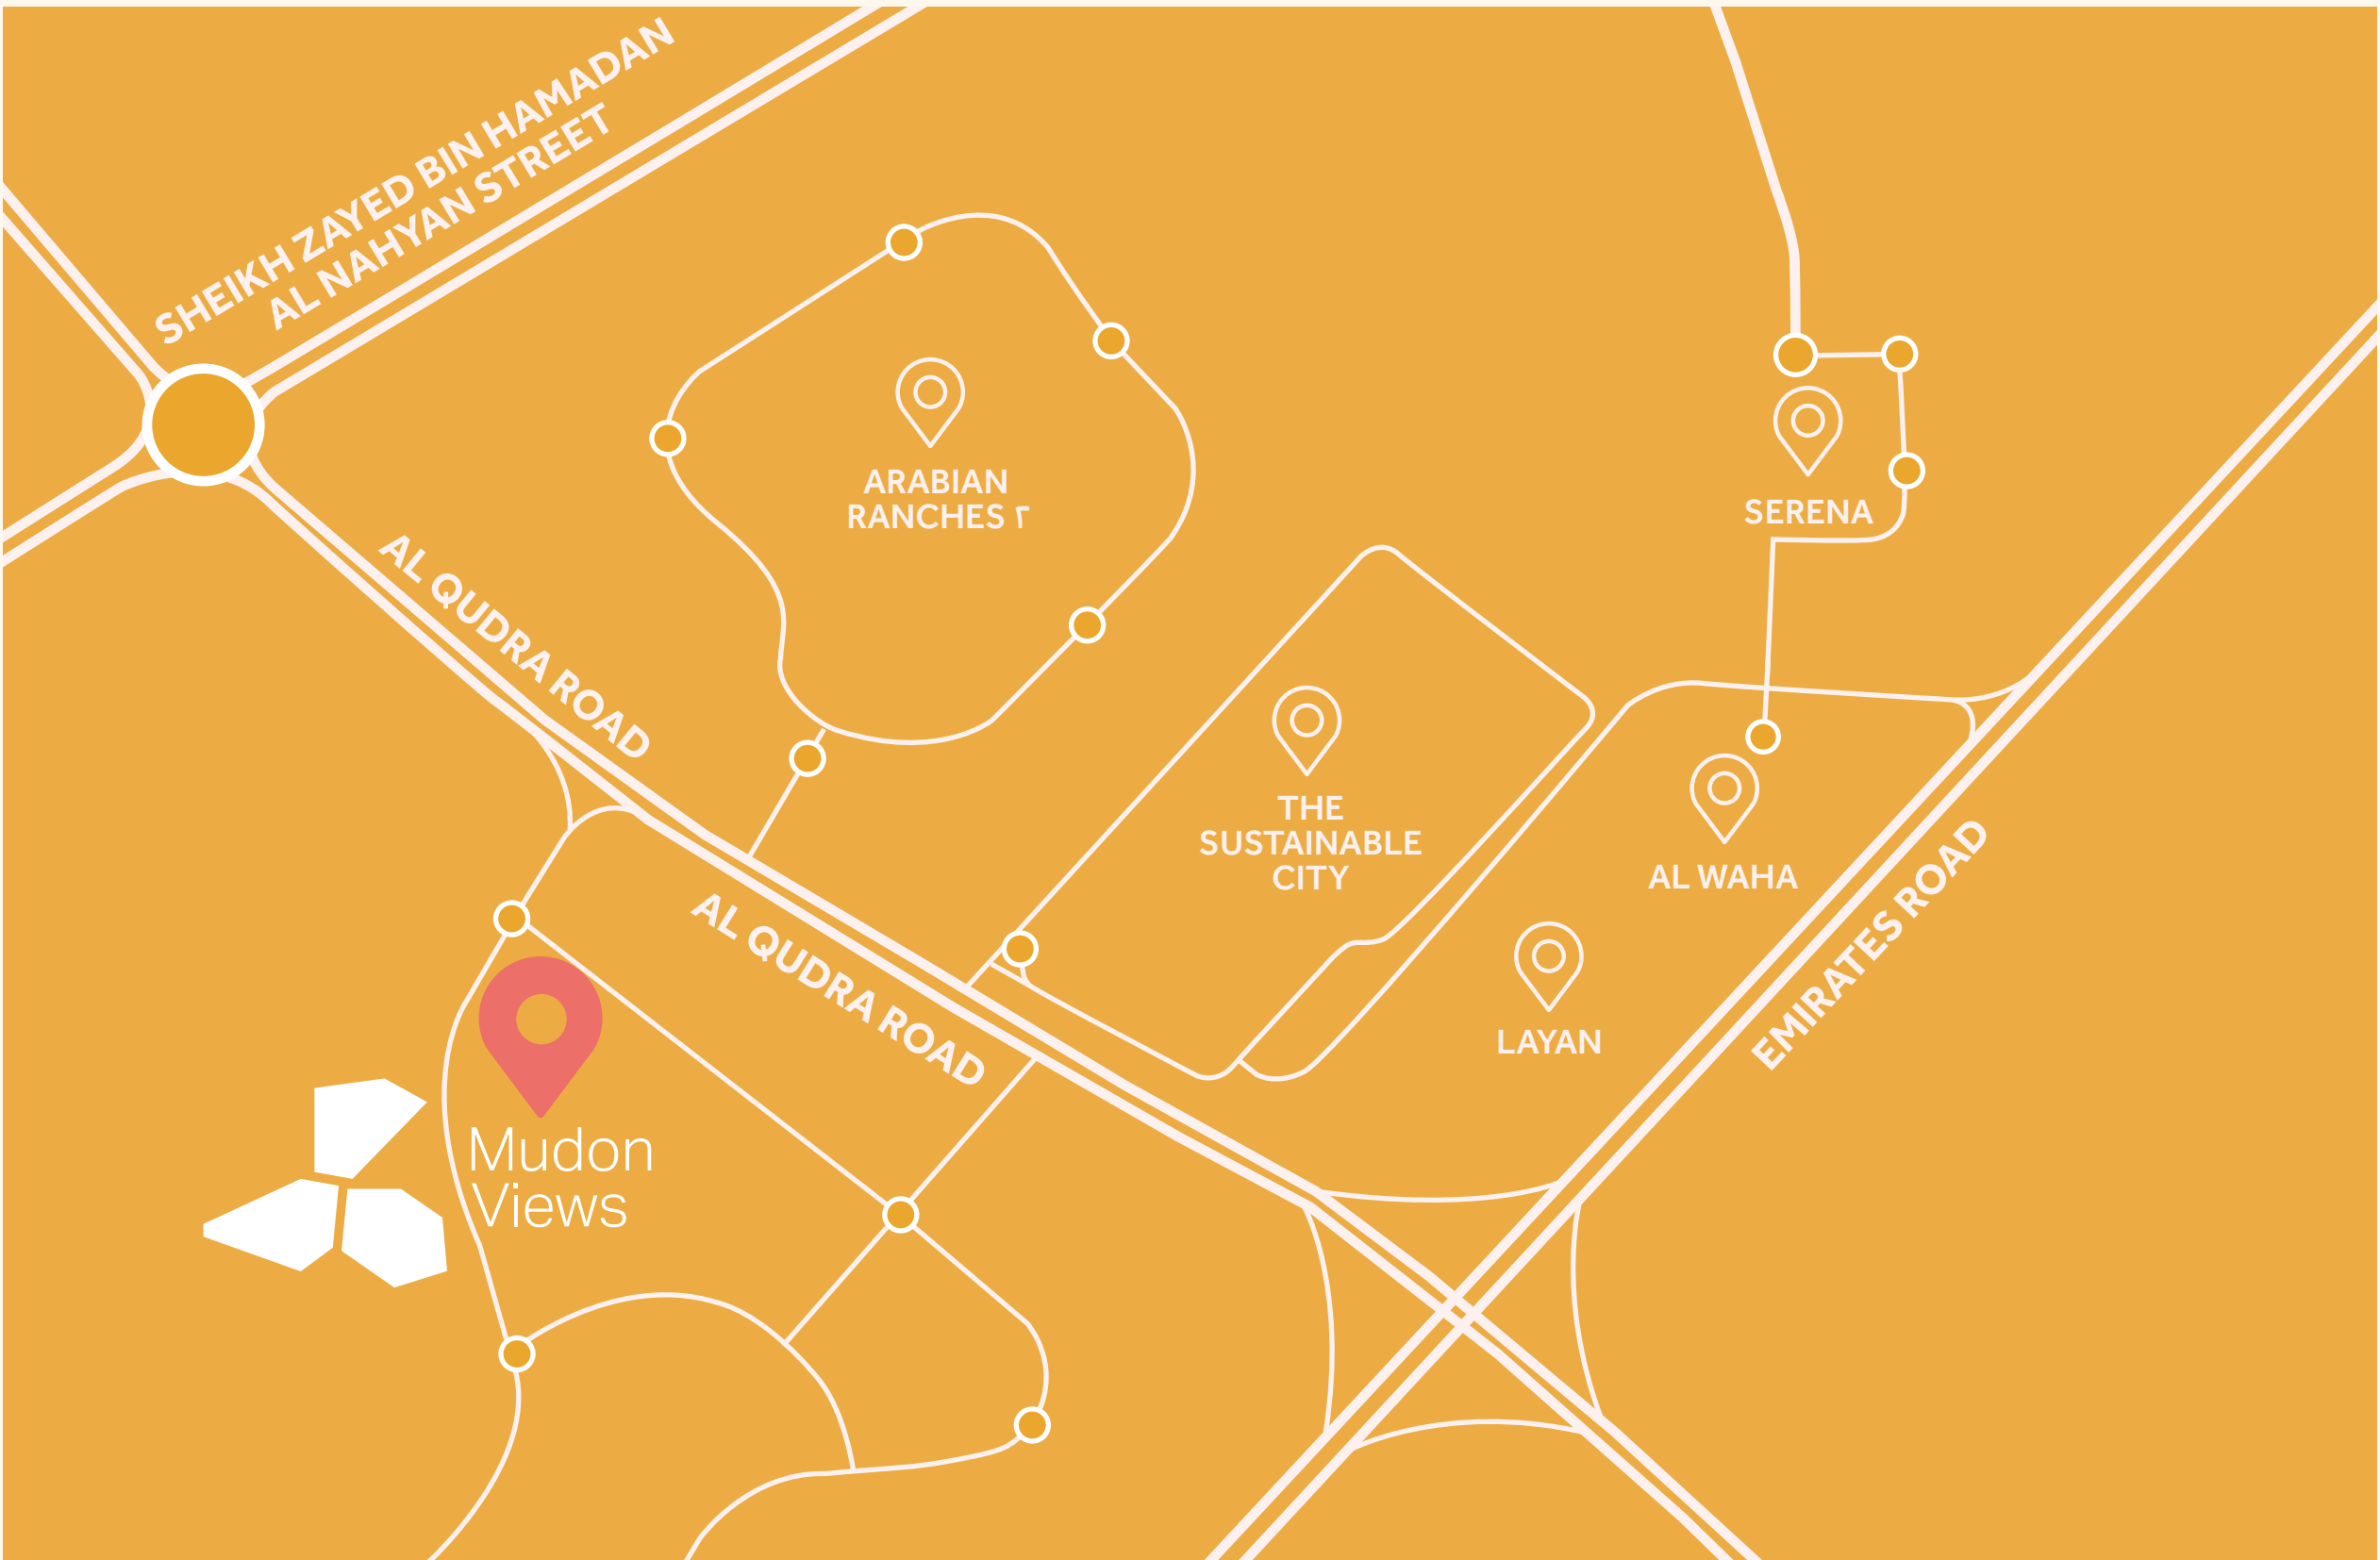 SHEIKH ZAYED BIN HAMADAN
AL NAHYAN STREET
ARABIAN
RANCHES ٢
SERENA
AL QUDRA ROAD
THE
SUSTAINABLE
CITY
AL WAHA
EMIRATES ROAD
AL QUDRA ROAD
LAYAN
Mudon
Views